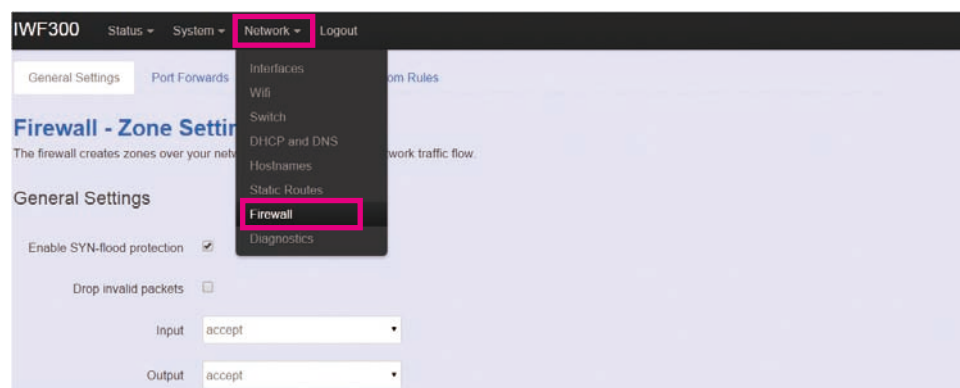 IWF300 Status System Network Logout
General Settings Port Forwards om Rules
Interfaces
Wifi
Switch
DHCP and DNS
Hostnames
Static Routes
Firewall
Diagnostics
Firewall - Zone Settin
The firewall creates zones over your netw work traffic flow.
General Settings
Enable SYN-flood protection
Drop invalid packets
Input accept
Output accept